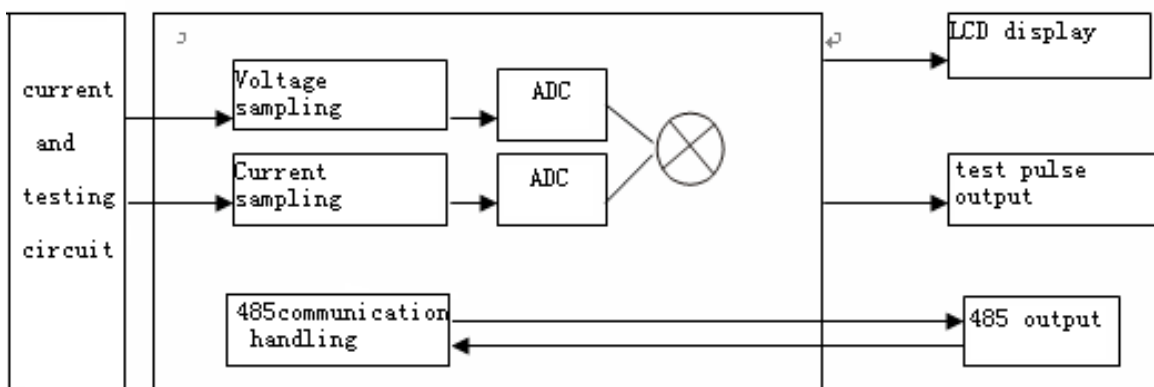 current
and
testing
circuit
Voltage
sampling
ADC
Current
sampling
ADC
485communication
handling
LCD display
test pulse
output
485 output